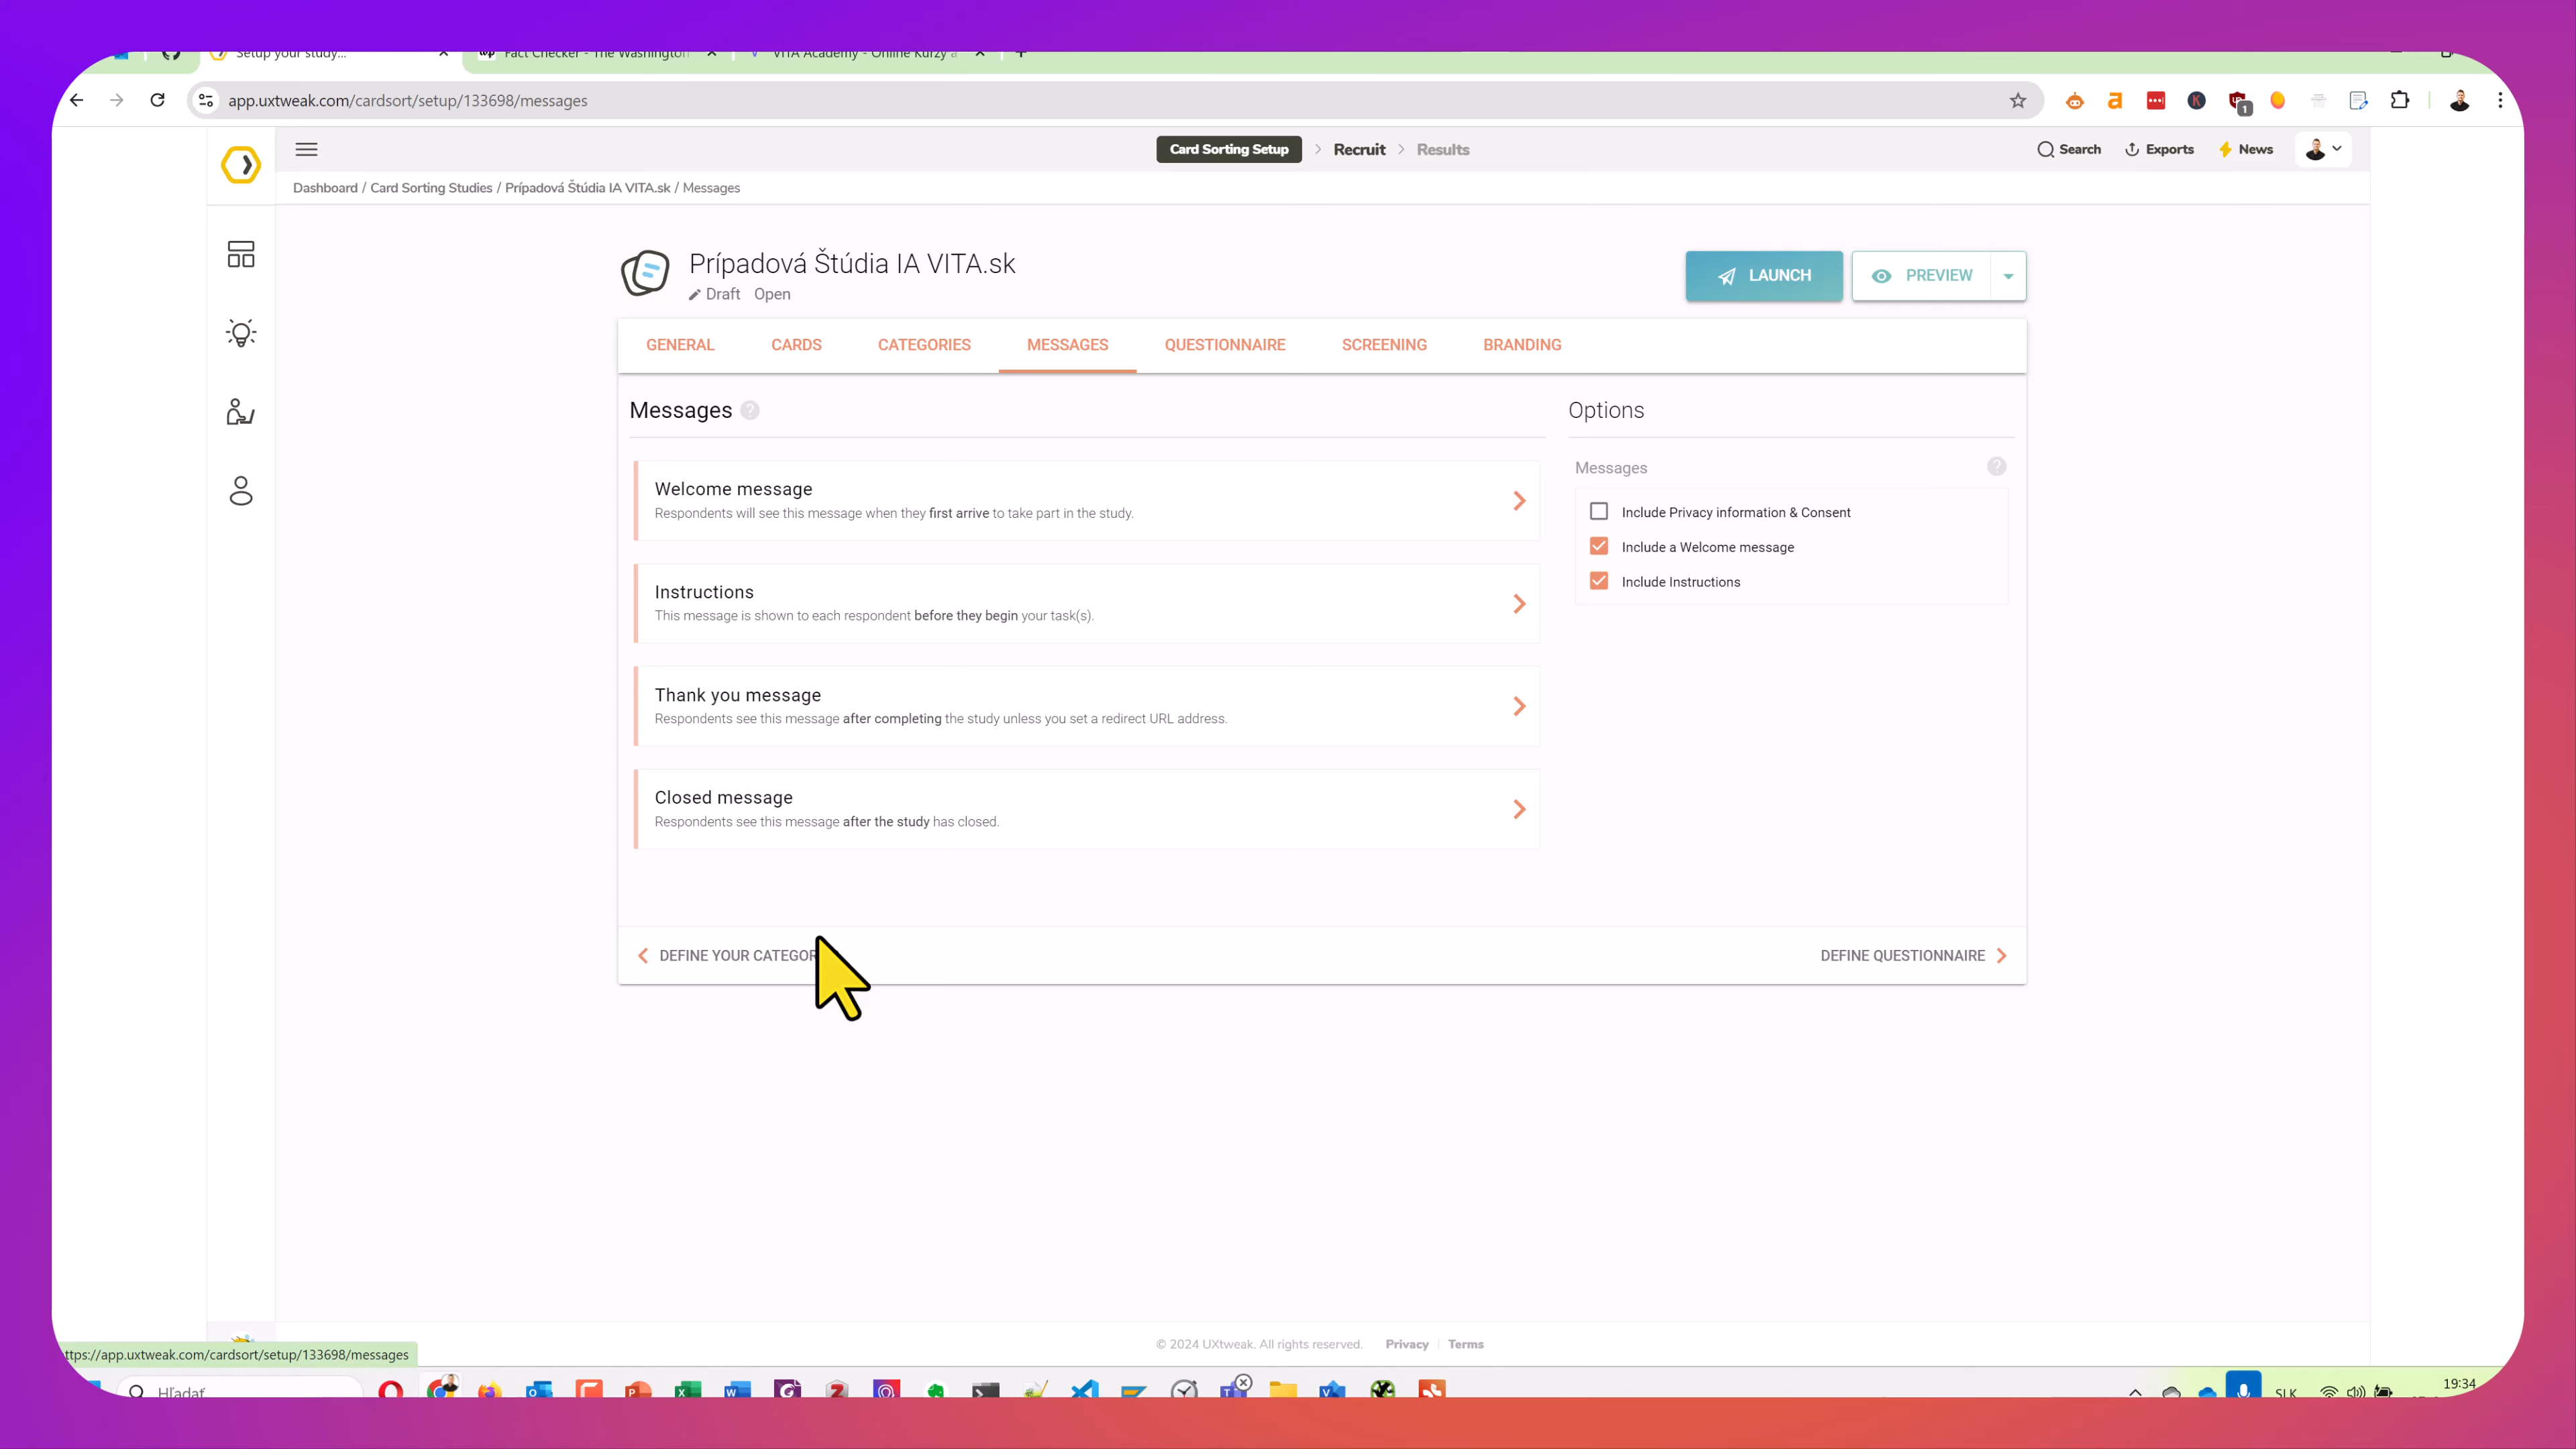 Setup your study...
Fact Checker - The Washington
VITA Academy - Online Kurzy a
app.uxtweak.com/cardsort/setup/133698/messages
1
Card Sorting Setup
Recruit
Results
Search
Exports
News
Dashboard / Card Sorting Studies / Prípadová Štúdia IA VITA.sk / Messages
Prípadová Štúdia IA VITA.sk
Draft Open
LAUNCH
PREVIEW
GENERAL
CARDS
CATEGORIES
MESSAGES
QUESTIONNAIRE
SCREENING
BRANDING
Messages
Welcome message
Respondents will see this message when they first arrive to take part in the study.
Instructions
This message is shown to each respondent before they begin your task(s).
Thank you message
Respondents see this message after completing the study unless you set a redirect URL address.
Closed message
Respondents see this message after the study has closed.
Options
Messages
Include Privacy information & Consent
Include a Welcome message
Include Instructions
DEFINE YOUR CATEGOR
DEFINE QUESTIONNAIRE
© 2024 UXtweak. All rights reserved.
Privacy
Terms
ttps://app.uxtweak.com/cardsort/setup/133698/messages
Hľadať
SLK
19:34